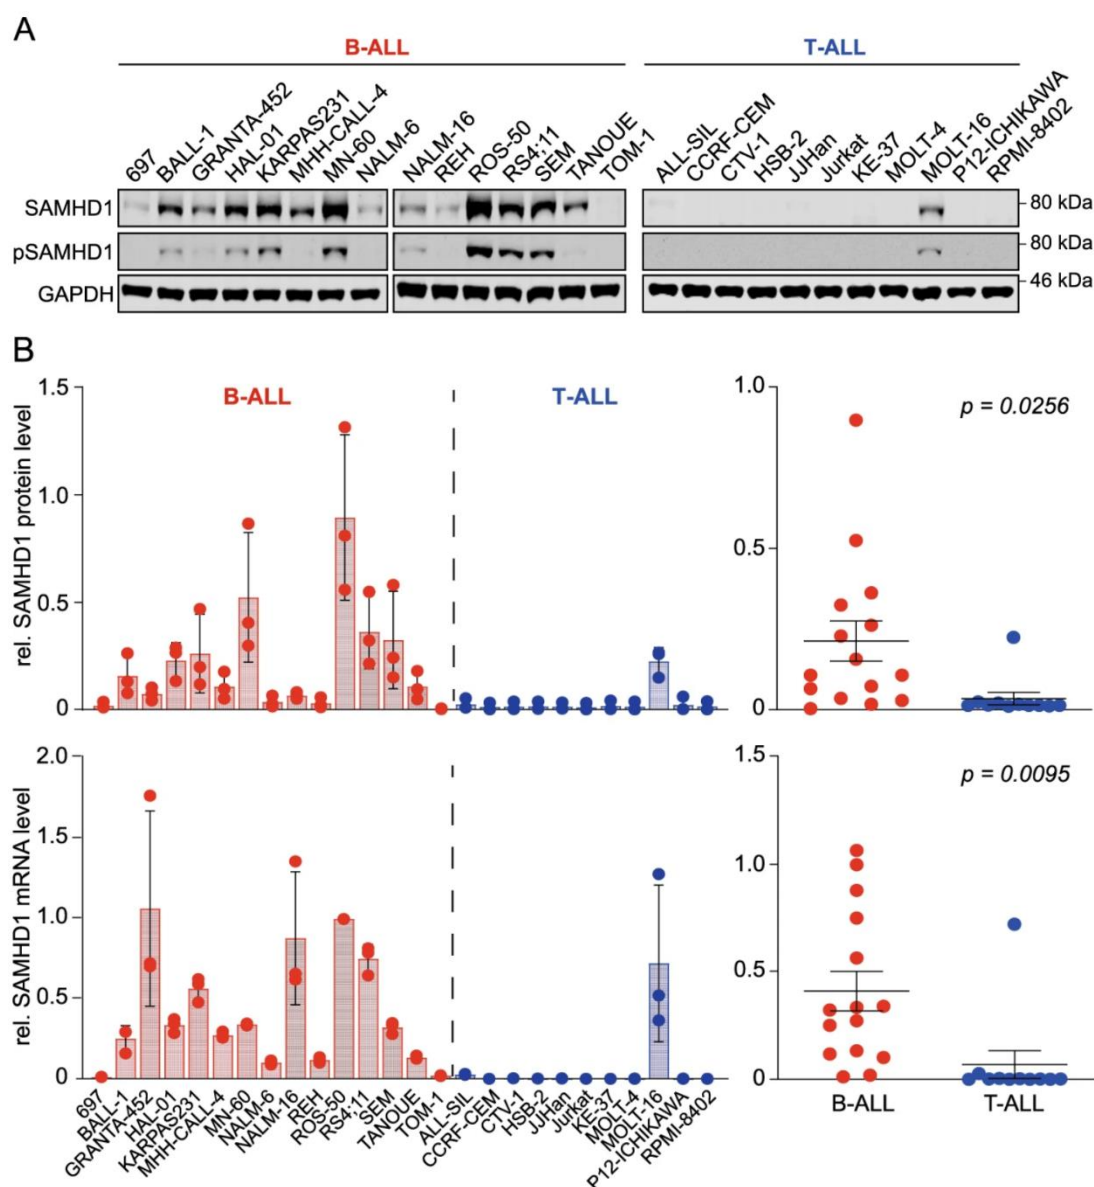 A
B-ALL
T-ALL
697
BALL-1
GRANTA-452
HAL-01
KARPAS231
MHH-CALL-4
MN-60
NALM-6
NALM-16
REH
ROS-50
RS4:11
SEM
TANOUE
TOM-1
ALL-SIL
CCRF-CEM
CTV-1
HSB-2
JJHan
Jurkat
KE-37
MOLT-4
MOLT-16
P12-ICHIKAWA
RPMI-8402
SAMHD1
80 kDa
pSAMHD1
80 kDa
GAPDH
46 kDa
B
rel. SAMHD1 protein level
1.5
1.0
0.5
0
B-ALL
T-ALL
1.0
0.5
0
p = 0.0256
rel. SAMHD1 mRNA level
2.0
1.5
1.0
0.5
0
697
BALL-1
GRANTA-452
HAL-01
KARPAS231
MHH-CALL-4
MN-60
NALM-6
NALM-16
REH
ROS-50
RS4:11
SEM
TANOUE
TOM-1
ALL-SIL
CCRF-CEM
CTV-1
HSB-2
JJHan
Jurkat
KE-37
MOLT-4
MOLT-16
P12-ICHIKAWA
RPMI-8402
1.5
1.0
0.5
0
p = 0.0095
B-ALL
T-ALL